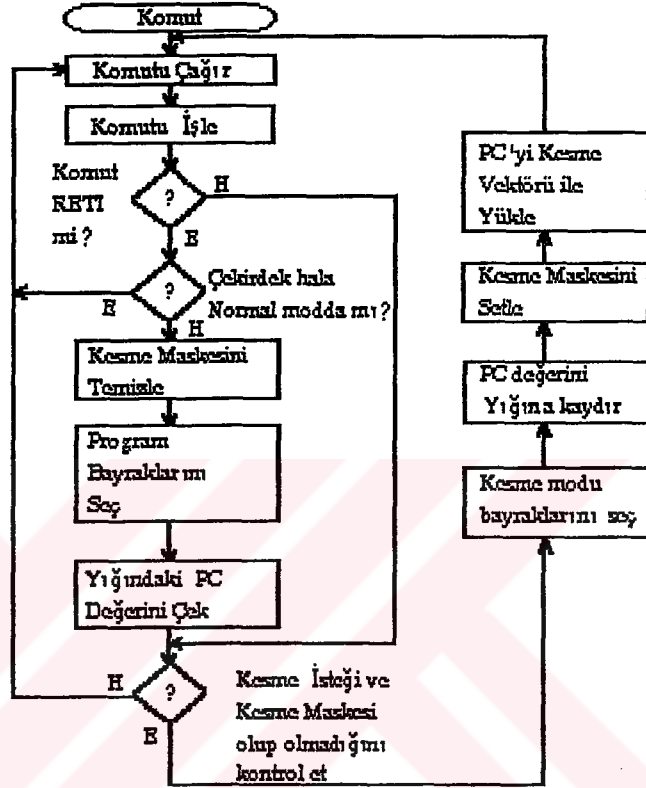 Komut
Komutu Çağır
Komutu İşle
Komut
RETI
mi ?
?
H
E
?
Çekirdek hala
Normal modda mı?
E
H
Kesme Maskesini
Temizle
Program
Bayraklarını
Seç
Yığındaki PC
Değerini Çek
H
?
E
Kesme İsteği ve
Kesme Maskesi
olup olmadığını
kontrol et
PC'yi Kesme
Vektörü ile
Yükle
Kesme Maskesini
Setle
PC değerini
Yığına kaydır
Kesme modu
bayraklarını seç